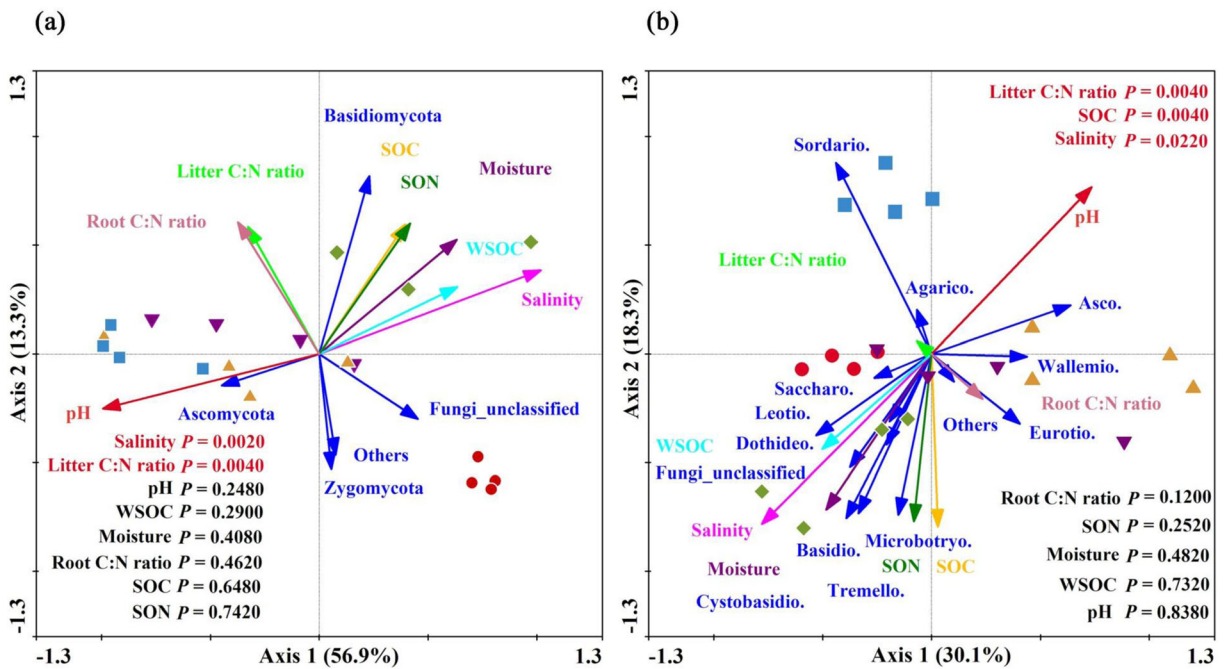 (a)
1.3
Basidiomycota
SOC
Litter C:N ratio
Moisture
SON
Root C:N ratio
WSOC
Salinity
Axis 2 (13.3%)
pH
Ascomycota
Fungi_unclassified
Salinity P = 0.0020
Others
Litter C:N ratio P = 0.0040
Zygomycota
pH P = 0.2480
WSOC P = 0.2900
Moisture P = 0.4080
Root C:N ratio P = 0.4620
SOC P = 0.6480
SON P = 0.7420
-1.3
-1.3
Axis 1 (56.9%)
1.3
(b)
1.3
Litter C:N ratio P = 0.0040
SOC P = 0.0040
Salinity P = 0.0220
Sordario.
pH
Litter C:N ratio
Agarico.
Asco.
Axis 2 (18.3%)
Wallemio.
Saccharo.
Root C:N ratio
Leotio.
Others
Eurotio.
WSOC
Dothideo.
Fungi_unclassified
Root C:N ratio P = 0.1200
Salinity
SON P = 0.2520
Basidio.
Microbotryo.
Moisture
SON
SOC
Moisture P = 0.4820
Tremello.
WSOC P = 0.7320
Cystobasidio.
pH P = 0.8380
-1.3
-1.3
Axis 1 (30.1%)
1.3